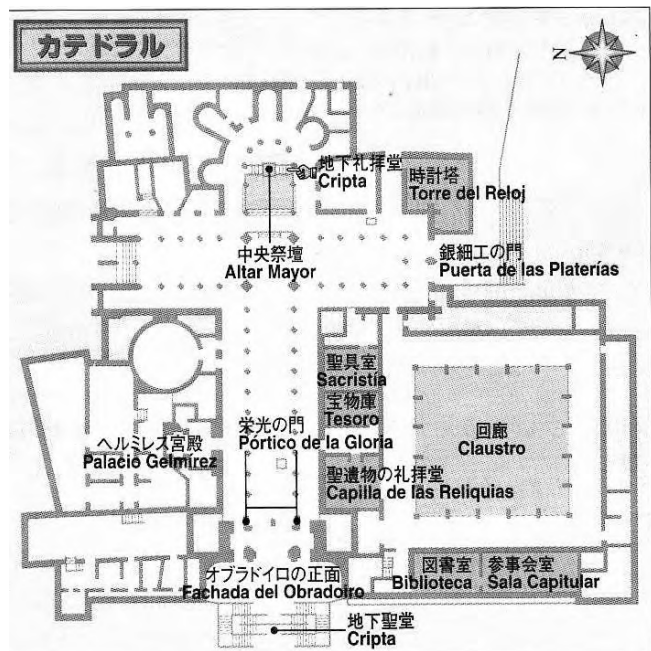 カテドラル
N
地下礼拝堂
Cripta
時計塔
Torre del Reloj
中央祭壇
Altar Mayor
銀細工の門
Puerta de las Platerías
聖具室
Sacristía
宝物庫
Tesoro
回廊
Claustro
栄光の門
Pórtico de la Gloria
ヘルミレス宮殿
Palacio Gelmírez
聖遺物の礼拝堂
Capilla de las Reliquias
オブラドイロの正面
Fachada del Obradoiro
図書室
Biblioteca
参事会室
Sala Capitular
地下聖堂
Cripta